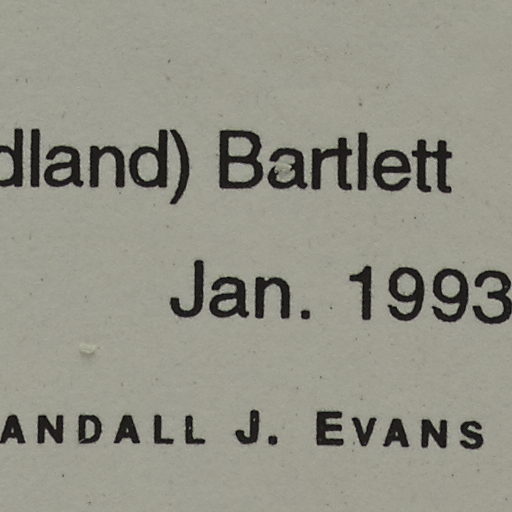 dland) Bartlett
Jan. 1993
ANDALL J. EVANS